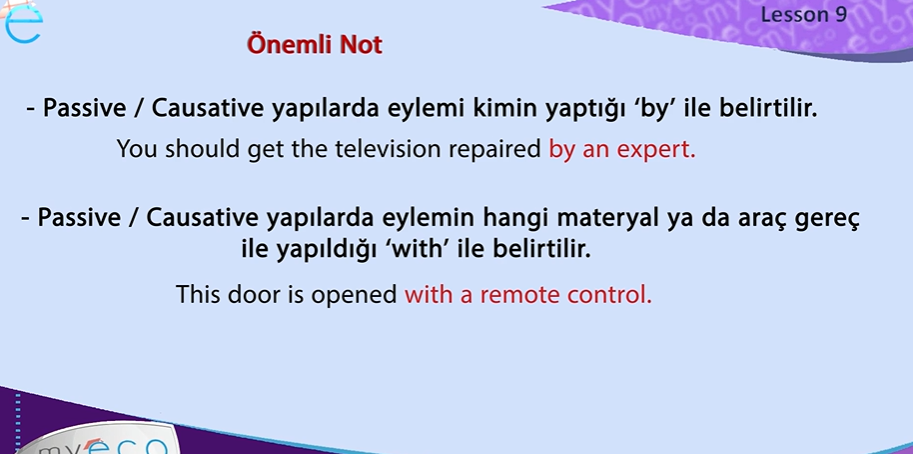 Lesson 9
Önemli Not
- Passive / Causative yapılarda eylemi kimin yaptığı ‘by’ ile belirtilir.
You should get the television repaired by an expert.
- Passive / Causative yapılarda eylemin hangi materyal ya da araç gereç
ile yapıldığı ‘with’ ile belirtilir.
This door is opened with a remote control.
myeco